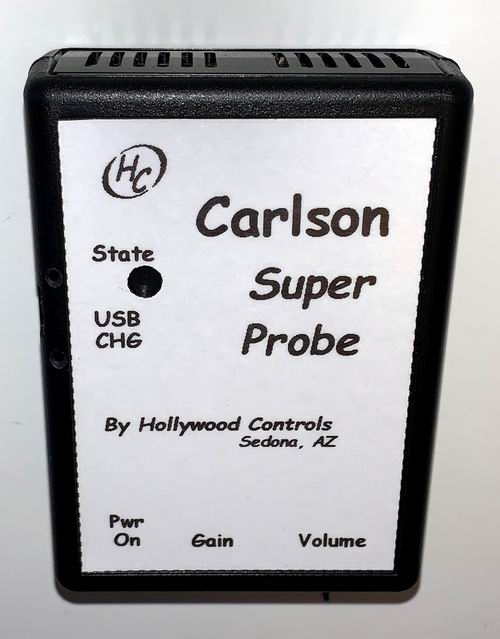 HC
Carlson
State
Super
USB
CHG
Probe
By Hollywood Controls
Sedona, AZ
Pwr
On
Gain
Volume